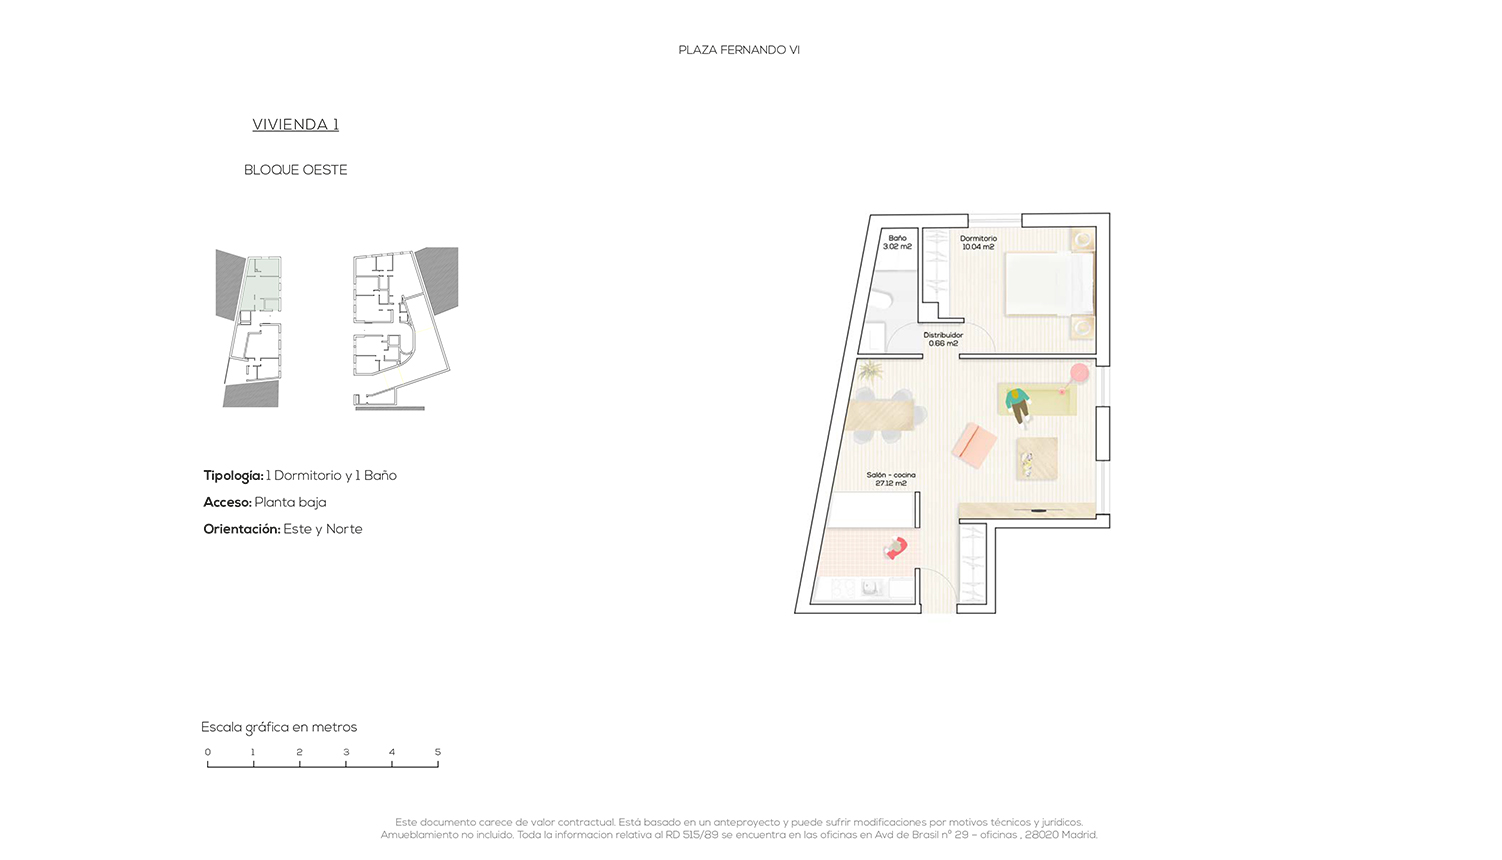 PLAZA FERNANDO VI
VIVIENDA 1
BLOQUE OESTE
Baño
3.02 m2
Dormitorio
10.04 m2
Distribuidor
0.66 m2
Salón - cocina
27.12 m2
Tipología: 1 Dormitorio y 1 Baño
Acceso: Planta baja
Orientación: Este y Norte
Escala gráfica en metros
0 1 2 3 4 5
Este documento carece de valor contractual. Está basado en un anteproyecto y puede sufrir modificaciones por motivos técnicos y jurídicos.
Amueblamiento no incluido. Toda la informacion relativa al RD 515/89 se encuentra en las oficinas en Avd de Brasil nº 29 – oficinas , 28020 Madrid.